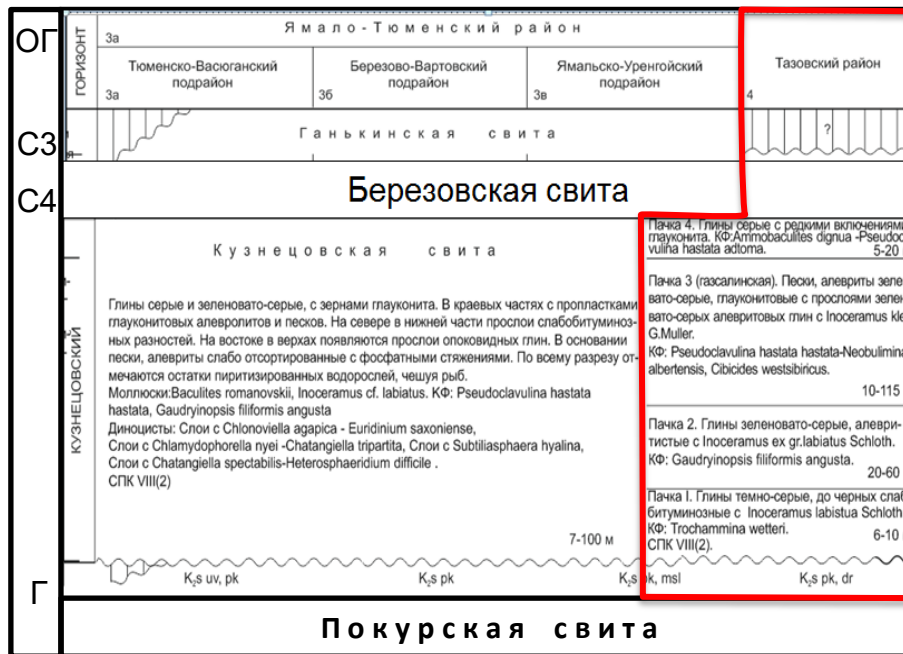 ОГ
С3
С4
Г
ГОРИЗОНТ
3а
Ямало-Тюменский район
Тюменско-Васюганский
подрайон
3а
Березово-Вартовский
подрайон
3б
Ямальско-Уренгойский
подрайон
3в
Тазовский район
4
Ганькинская свита
?
Березовская свита
КУЗНЕЦОВСКИЙ
Кузнецовская свита
Глины серые и зеленовато-серые, с зернами глауконита. В краевых частях с пропластками
глауконитовых алевролитов и песков. На севере в нижней части прослои слабобитуминоз-
ных разностей. На востоке в верхах появляются прослои опоковидных глин. В основании
пески, алевриты слабо отсортированные с фосфатными стяжениями. По всему разрезу от-
мечаются остатки пиритизированных водорослей, чешуя рыб.
Моллюски:Baculites romanovskii, Inoceramus cf. labiatus. КФ: Pseudoclavulina hastata
hastata, Gaudryinopsis filiformis angusta
Диноцисты: Слои с Chlonoviella agapica - Euridinium saxoniense,
Слои с Chlamydophorella nyei -Chatangiella tripartita, Слои с Subtiliasphaera hyalina,
Слои с Chatangiella spectabilis-Heterosphaeridium difficile .
СПК VIII(2)
7-100 м
Пачка 4. Глины серые с редкими включениями
глауконита. КФ:Ammobaculites dignua -Pseudoc
vulina hastata adtoma.
5-20
Пачка 3 (газсалинская). Пески, алевриты зеле
вато-серые, глауконитовые с прослоями зелен
вато-серых алевритовых глин с Inoceramus kle
G.Muller.
КФ: Pseudoclavulina hastata hastata-Neobulimina
albertensis, Cibicides westsibiricus.
10-115
Пачка 2. Глины зеленовато-серые, алеври-
тистые с Inoceramus ex gr.labiatus Schloth.
КФ: Gaudryinopsis filiformis angusta.
20-60
Пачка I. Глины темно-серые, до черных слаб
битуминозные с Inoceramus labistua Schloth
КФ: Trochammina wetteri.
СПК VIII(2).
6-10
K₂s uv, pk
K₂s pk
K₂s pk, msl
K₂s pk, dr
Покурская свита